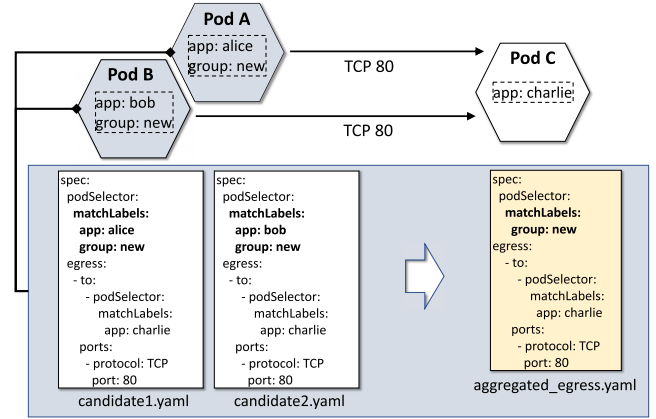 Pod A
app: alice
group: new
TCP 80
Pod B
app: bob
group: new
TCP 80
Pod C
app: charlie
spec:
podSelector:
matchLabels:
app: alice
group: new
egress:
- to:
- podSelector:
matchLabels:
app: charlie
ports:
- protocol: TCP
port: 80
candidate1.yaml
spec:
podSelector:
matchLabels:
app: bob
group: new
egress:
- to:
- podSelector:
matchLabels:
app: charlie
ports:
- protocol: TCP
port: 80
candidate2.yaml
spec:
podSelector:
matchLabels:
group: new
egress:
- to:
- podSelector:
matchLabels:
app: charlie
ports:
- protocol: TCP
port: 80
aggregated_egress.yaml